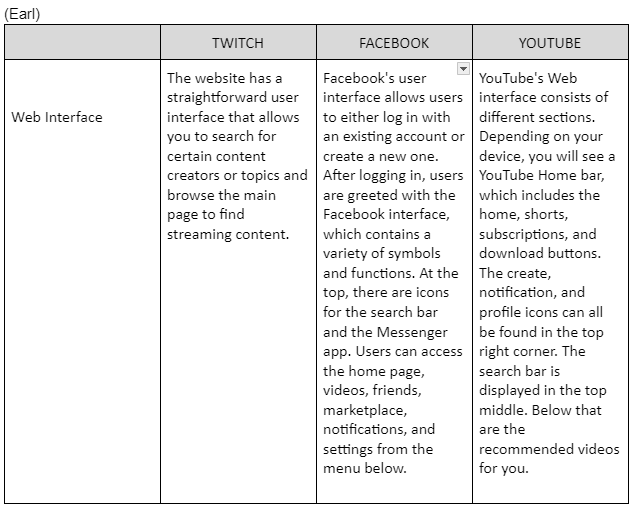 (Earl)
TWITCH
FACEBOOK
YOUTUBE
Web Interface
The website has a
straightforward user
interface that allows
you to search for
certain content
creators or topics and
browse the main
page to find
streaming content.
Facebook's user
interface allows users
to either log in with
an existing account or
create a new one.
After logging in, users
are greeted with the
Facebook interface,
which contains a
variety of symbols
and functions. At the
top, there are icons
for the search bar
and the Messenger
app. Users can access
the home page,
videos, friends,
marketplace,
notifications, and
settings from the
menu below.
YouTube's Web
interface consists of
different sections.
Depending on your
device, you will see a
YouTube Home bar,
which includes the
home, shorts,
subscriptions, and
download buttons.
The create,
notification, and
profile icons can all
be found in the top
right corner. The
search bar is
displayed in the top
middle. Below that
are the
recommended videos
for you.